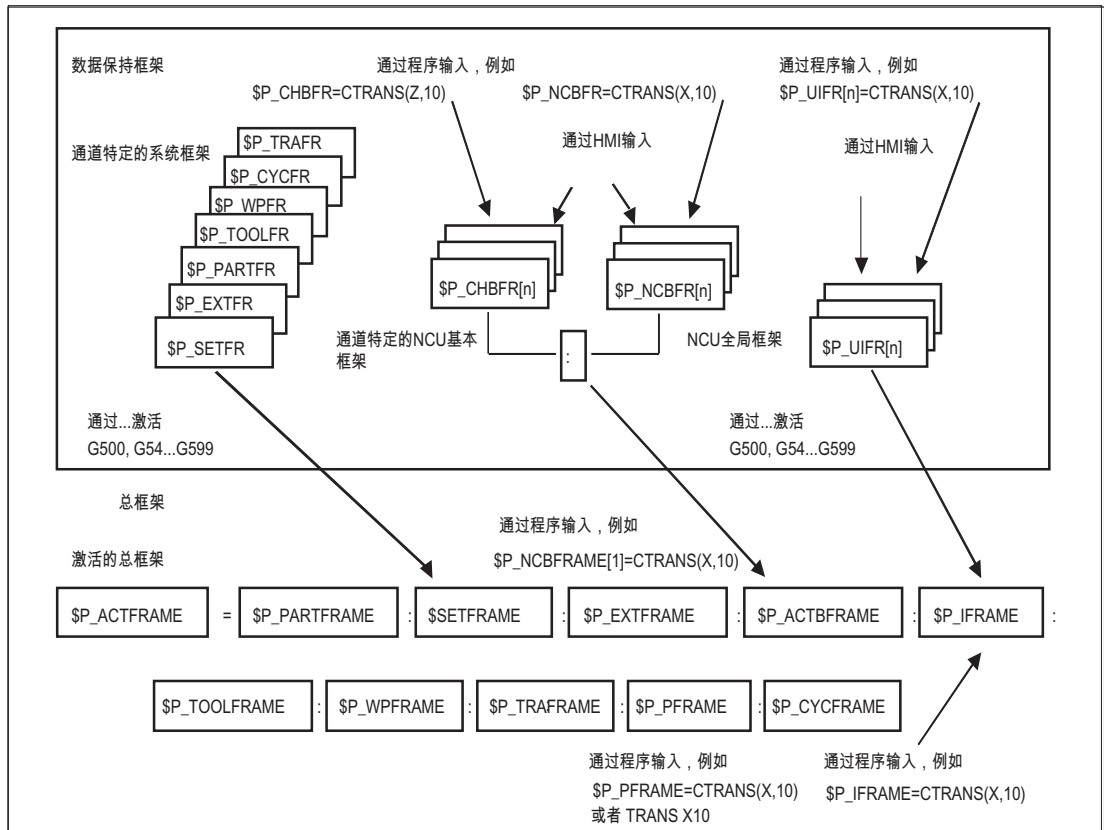 数据保持框架
通过程序输入，例如
$P_CHBFR=CTRANS(Z,10)
$P_NCBFR=CTRANS(X,10)
通过程序输入，例如
$P_UIFR[n]=CTRANS(X,10)
通过HMI输入
通过HMI输入
通道特定的系统框架
$P_TRAFR
$P_CYCFR
$P_WPFR
$P_TOOLFR
$P_PARTFR
$P_EXTFR
$P_SETFR
$P_CHBFR[n]
$P_NCBFR[n]
$P_UIFR[n]
通道特定的NCU基本
框架
:
NCU全局框架
通过...激活
G500, G54...G599
通过...激活
G500, G54...G599
总框架
通过程序输入，例如
$P_NCBFRAME[1]=CTRANS(X,10)
激活的总框架
$P_ACTFRAME = $P_PARTFRAME : $SETFRAME : $P_EXTFRAME : $P_ACTBFRAME : $P_IFRAME :
$P_TOOLFRAME : $P_WPFRAME : $P_TRAFRAME : $P_PFRAME : $P_CYCFRAME
通过程序输入，例如
$P_PFRAME=CTRANS(X,10)
或者 TRANS X10
通过程序输入，例如
$P_IFRAME=CTRANS(X,10)